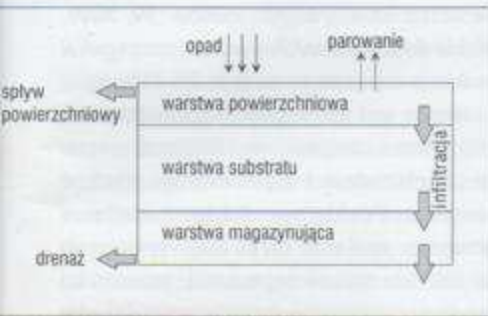 opad
parowanie
spływ
powierzchniowy
warstwa powierzchniowa
warstwa substratu
infiltracja
warstwa magazynująca
drenaż